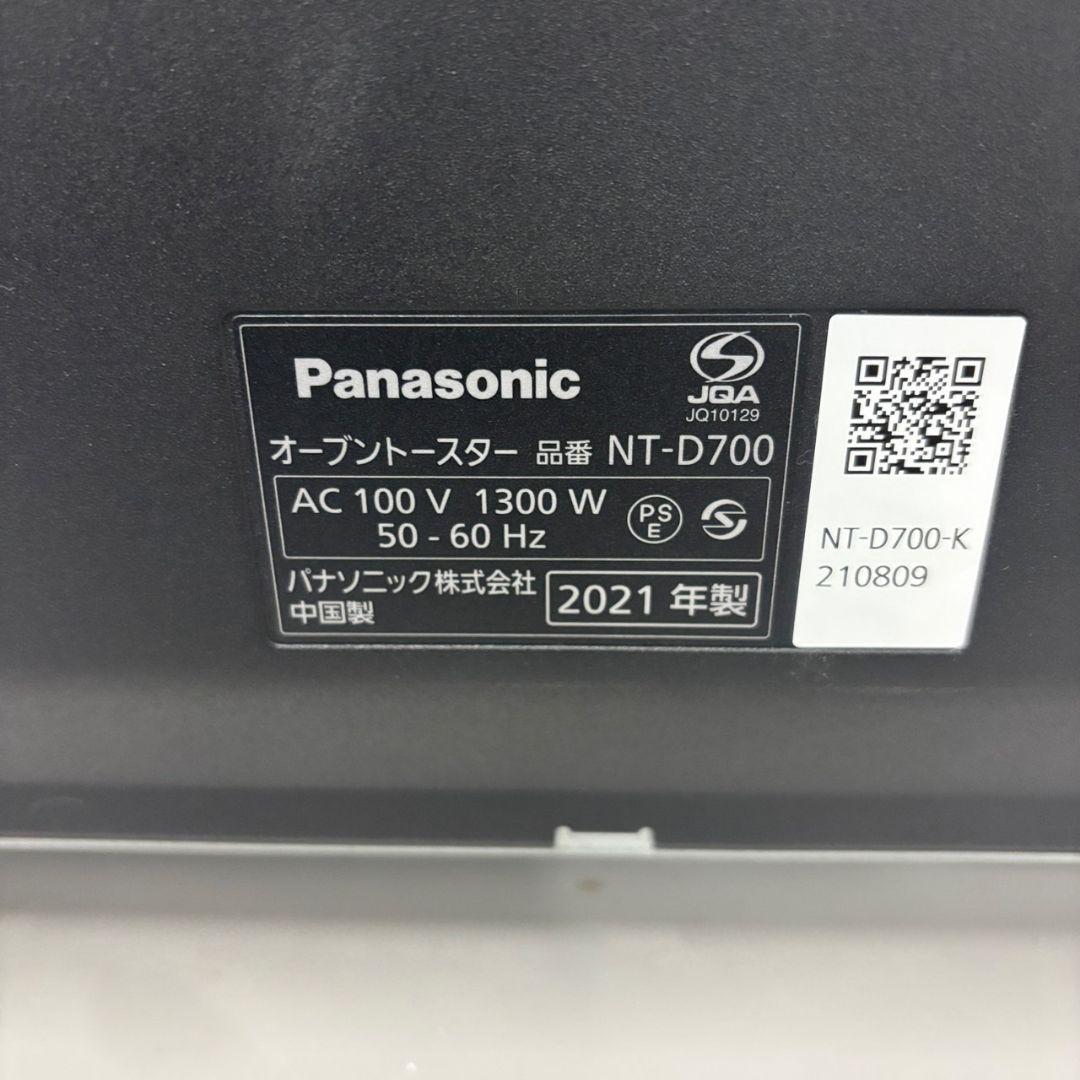 Panasonic
JQA
JQ10129
オーブントースター 品番 NT-D700
AC 100 V 1300 W
50 - 60 Hz
PS
E
パナソニック株式会社
中国製
2021 年製
NT-D700-K
210809